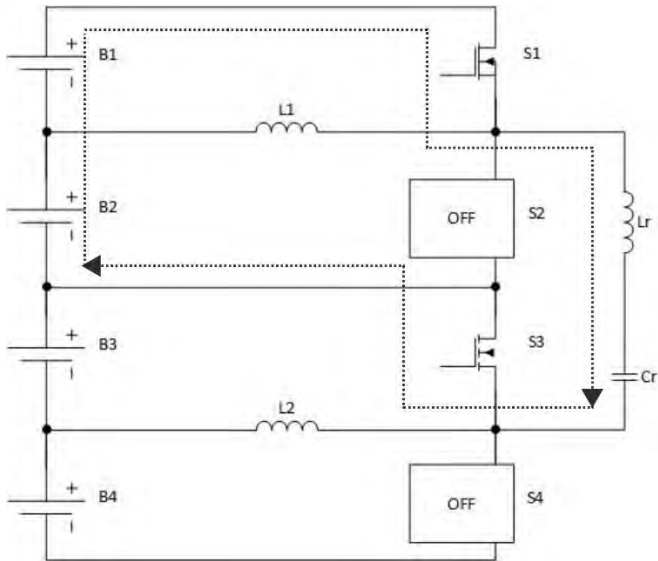 +
B1
S1
L1
+
B2
OFF
S2
Lr
+
B3
S3
Cr
L2
+
B4
OFF
S4